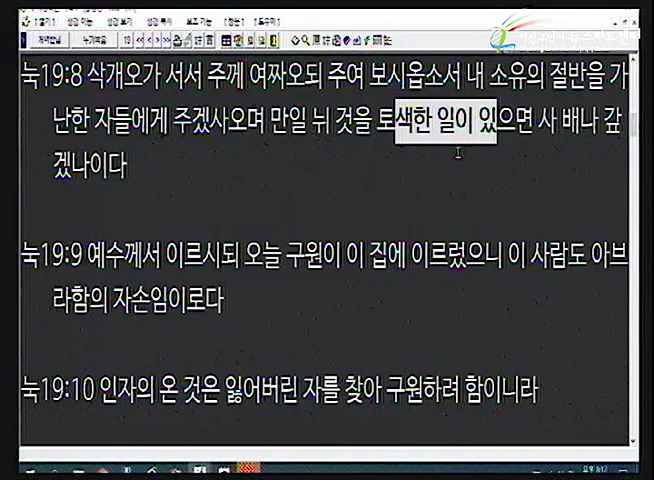 눅19:8 삭개오가 서서 주께 여짜오되 주여 보시옵소서 내 소유의 절반을 가
난한 자들에게 주겠사오며 만일 뉘 것을 토색한 일이 있으면 사 배나 갚
겠나이다
눅19:9 예수께서 이르시되 오늘 구원이 이 집에 이르렀으니 이 사람도 아브
라함의 자손임이로다
눅19:10 인자의 온 것은 잃어버린 자를 찾아 구원하려 함이니라